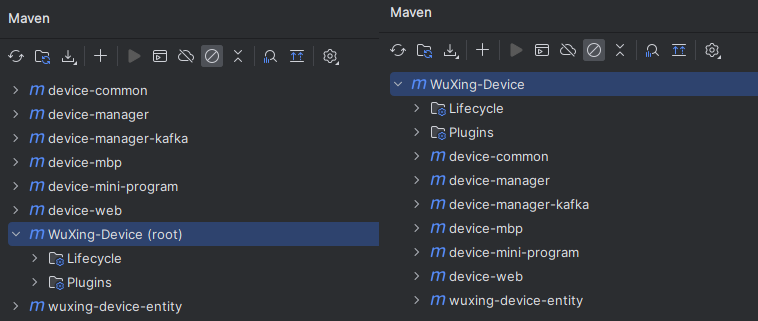 Maven
m device-common
m device-manager
m device-manager-kafka
m device-mbp
m device-mini-program
m device-web
m WuXing-Device (root)
Lifecycle
Plugins
m wuxing-device-entity
Maven
m WuXing-Device
Lifecycle
Plugins
m device-common
m device-manager
m device-manager-kafka
m device-mbp
m device-mini-program
m device-web
m wuxing-device-entity